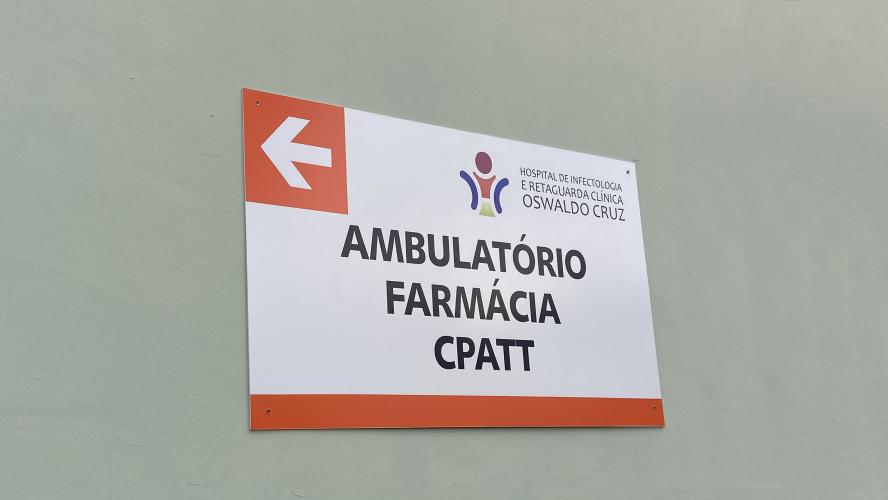 HOSPITAL DE INFECTOLOGIA
E RETAGUARDA CLÍNICA
OSWALDO CRUZ
AMBULATÓRIO
FARMÁCIA
CPATT